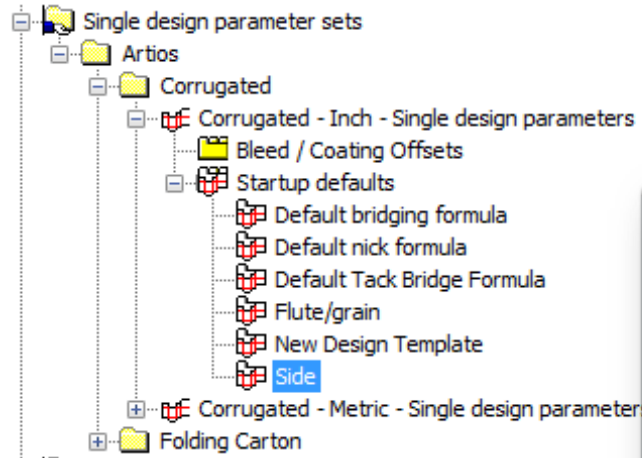 Single design parameter sets
Artios
Corrugated
Corrugated - Inch - Single design parameters
Bleed / Coating Offsets
Startup defaults
Default bridging formula
Default nick formula
Default Tack Bridge Formula
Flute/grain
New Design Template
Side
Corrugated - Metric - Single design parameter
Folding Carton